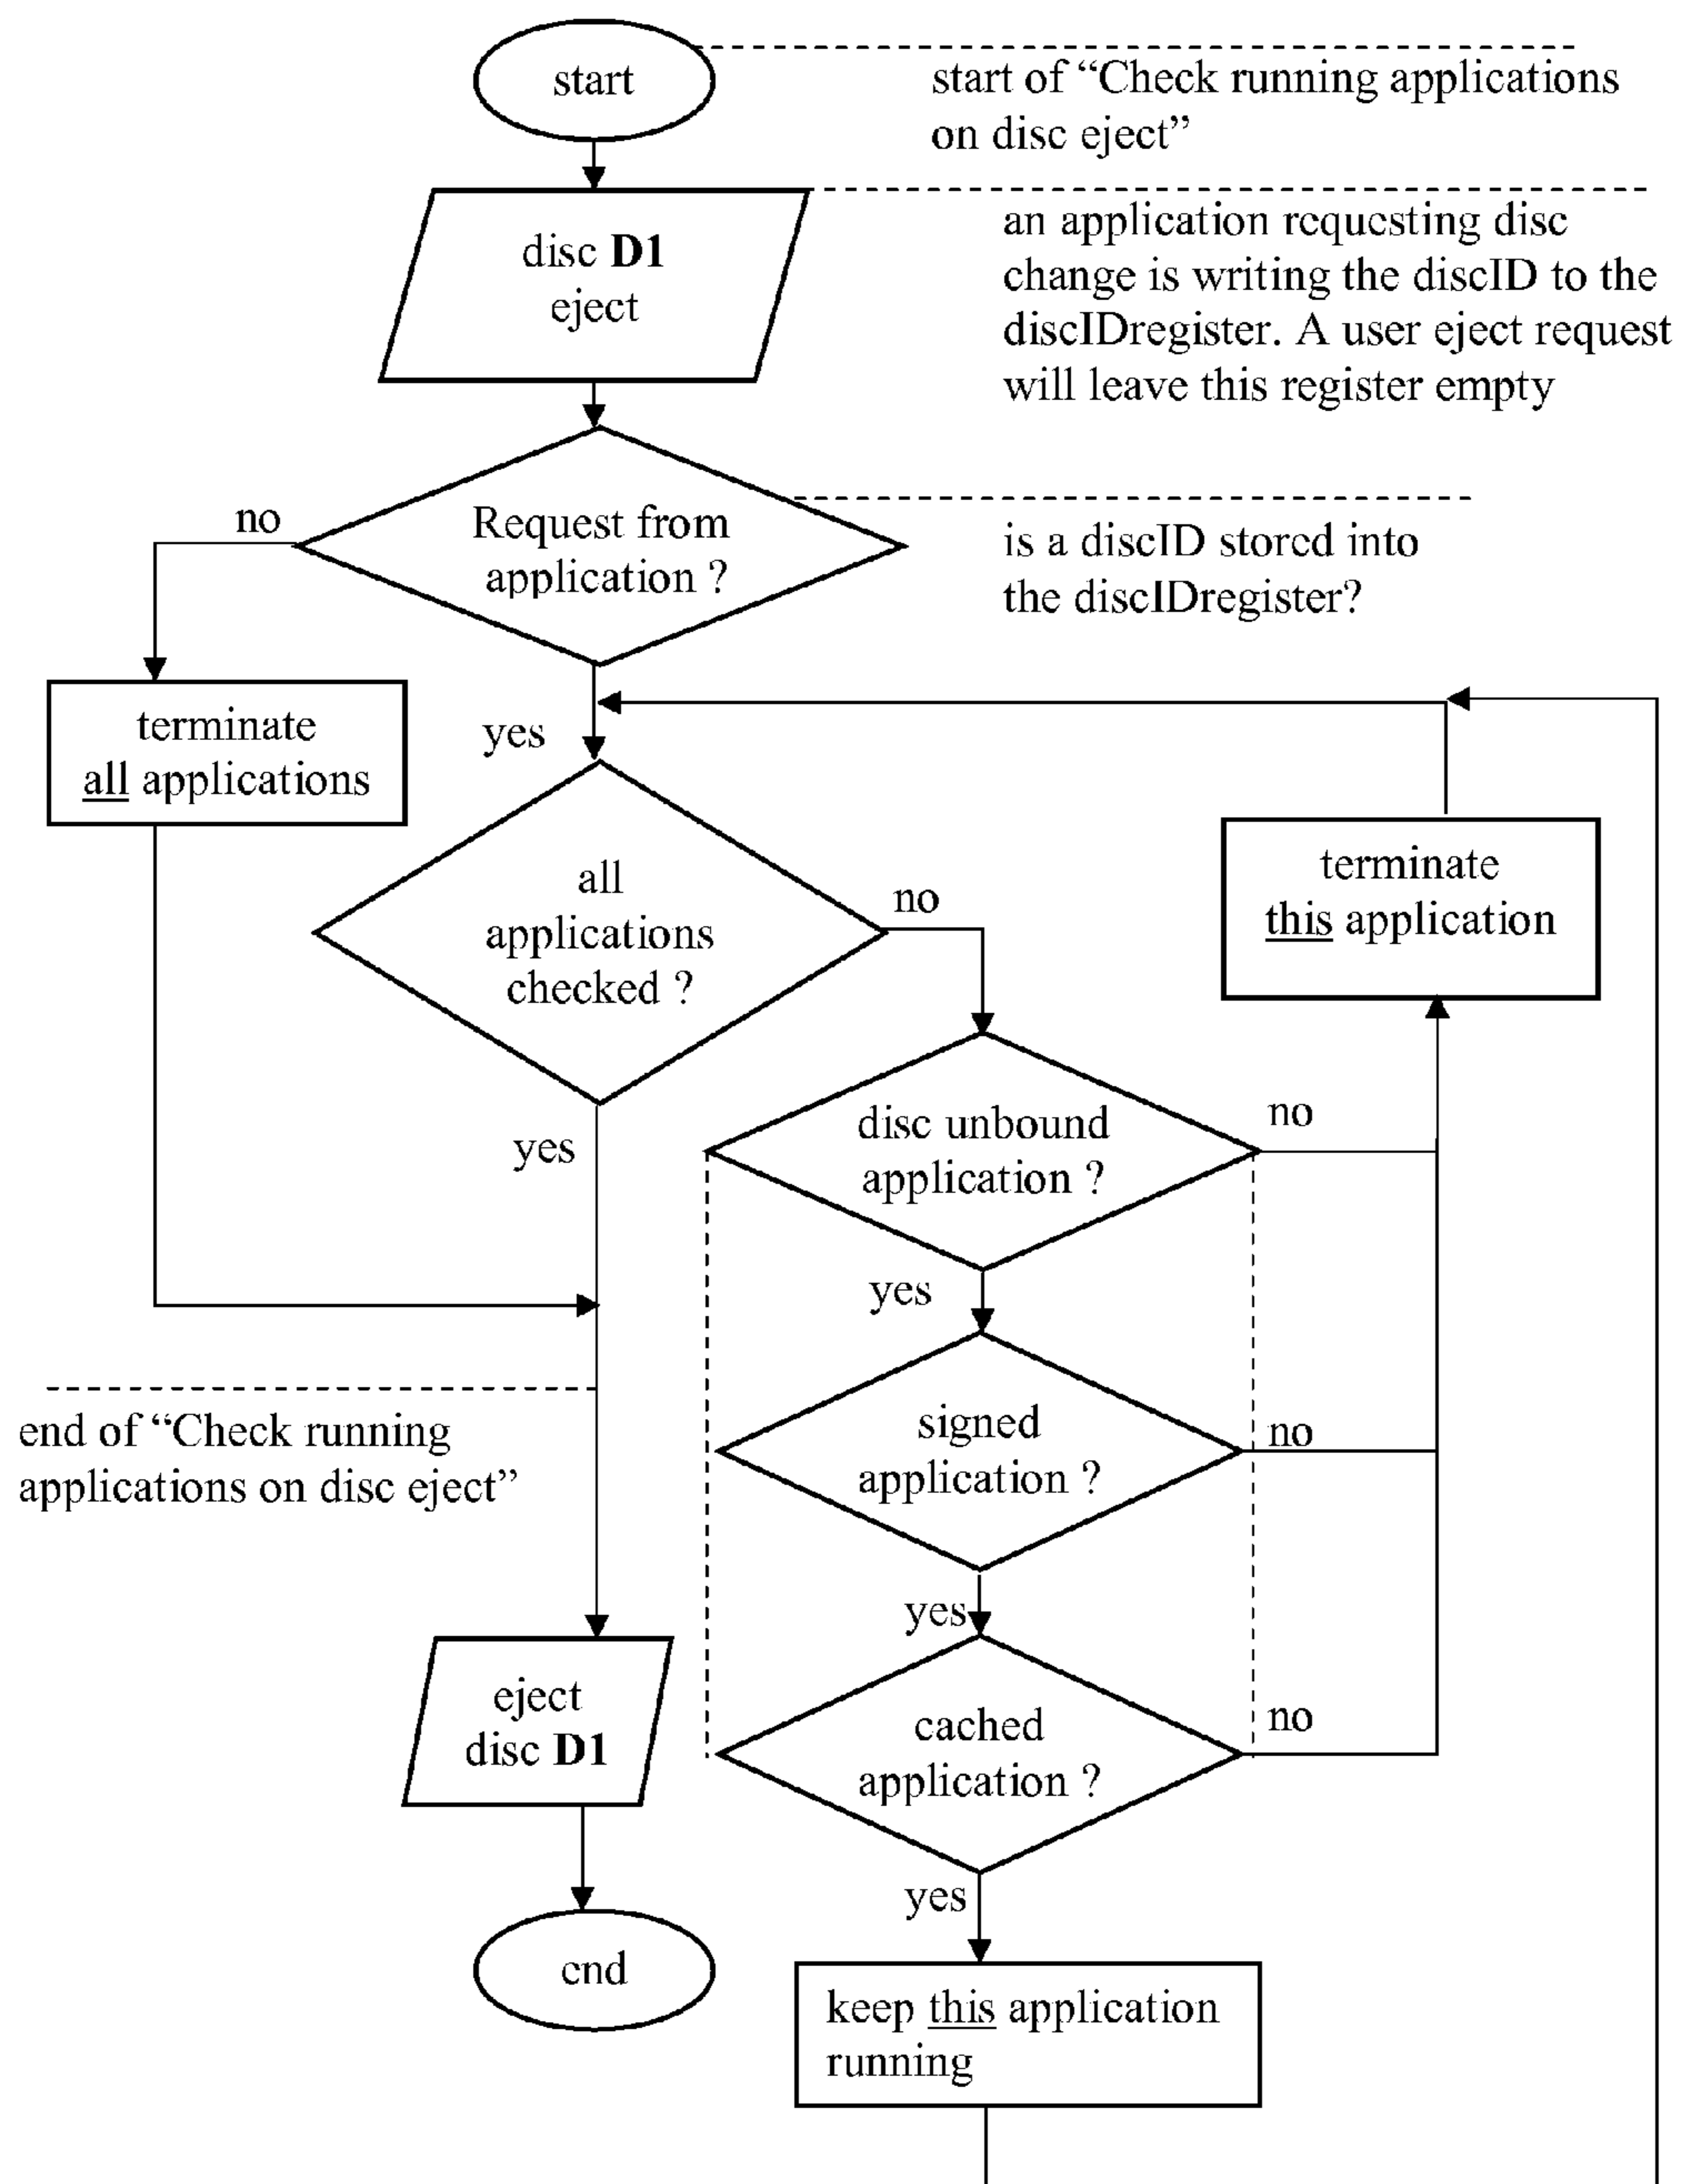 start
start of “Check running applications
on disc eject”
disc D1
eject
an application requesting disc
change is writing the discID to the
discIDregister. A user eject request
will leave this register empty
no
Request from
application ?
is a discID stored into
the discIDregister?
terminate
all applications
yes
all
applications
checked ?
no
terminate
this application
disc unbound
application ?
no
yes
yes
signed
application ?
no
end of “Check running
applications on disc eject”
yes
eject
disc D1
cached
application ?
no
yes
end
keep this application
running